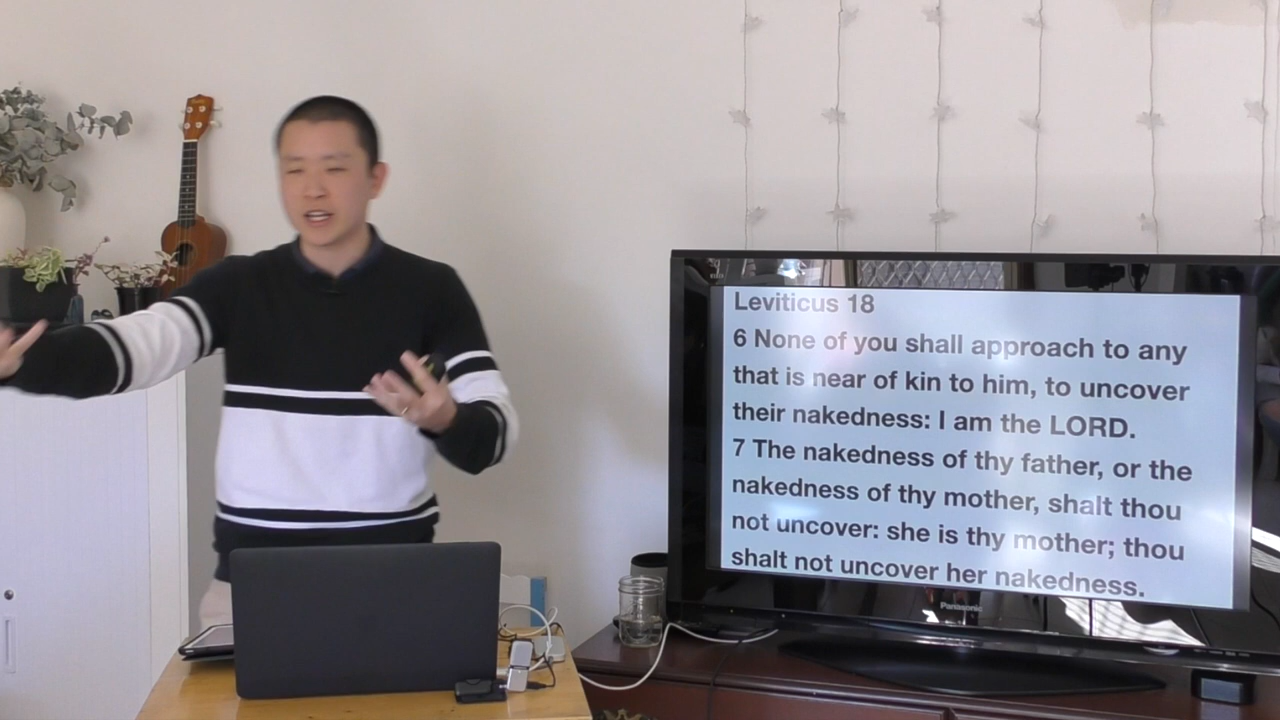 Leviticus 18
6 None of you shall approach to any
that is near of kin to him, to uncover
their nakedness: I am the LORD.
7 The nakedness of thy father, or the
nakedness of thy mother, shalt thou
not uncover: she is thy mother; thou
shalt not uncover her nakedness.
Panasonic